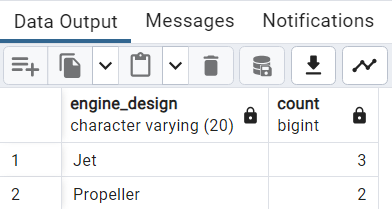 Data Output Messages Notifications
engine_design count
character varying (20) bigint
1 Jet 3
2 Propeller 2